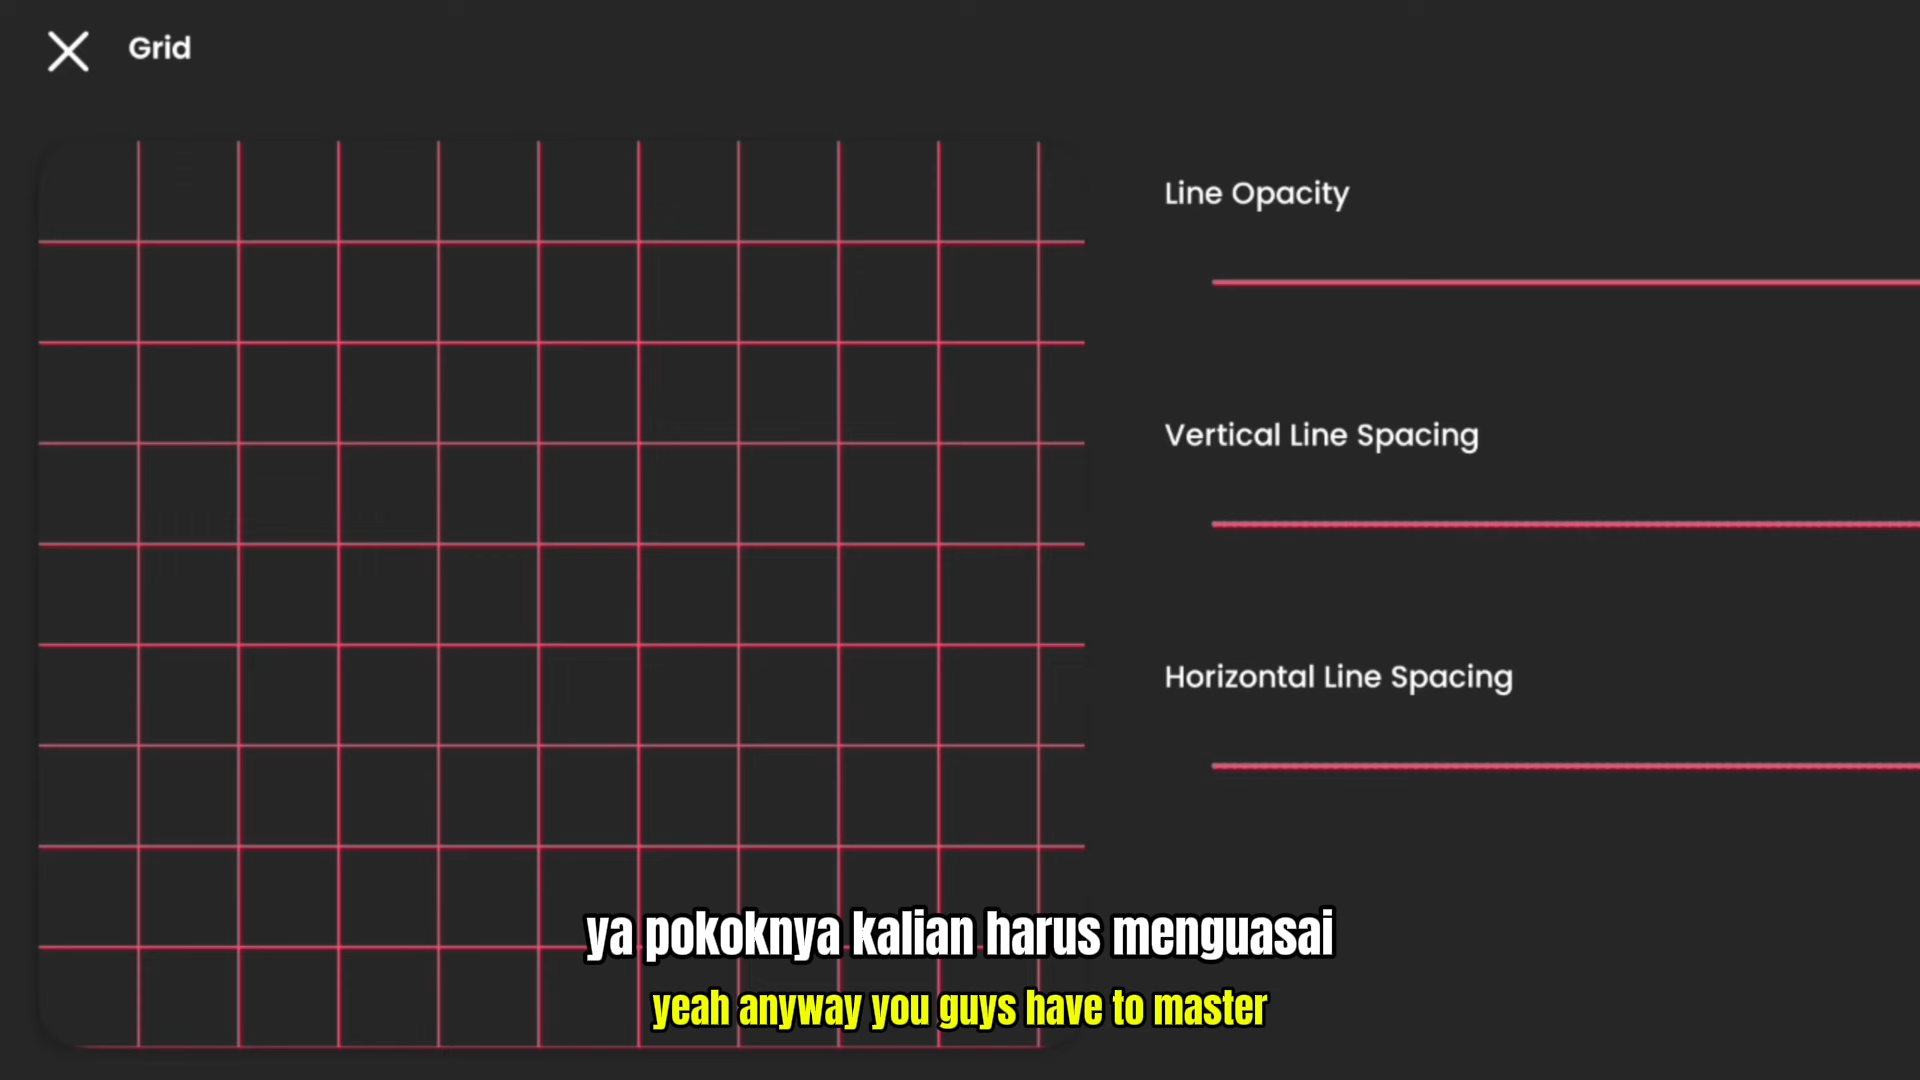 Grid
Line Opacity
Vertical Line Spacing
Horizontal Line Spacing
ya pokoknya kalian harus menguasai
yeah anyway you guys have to master